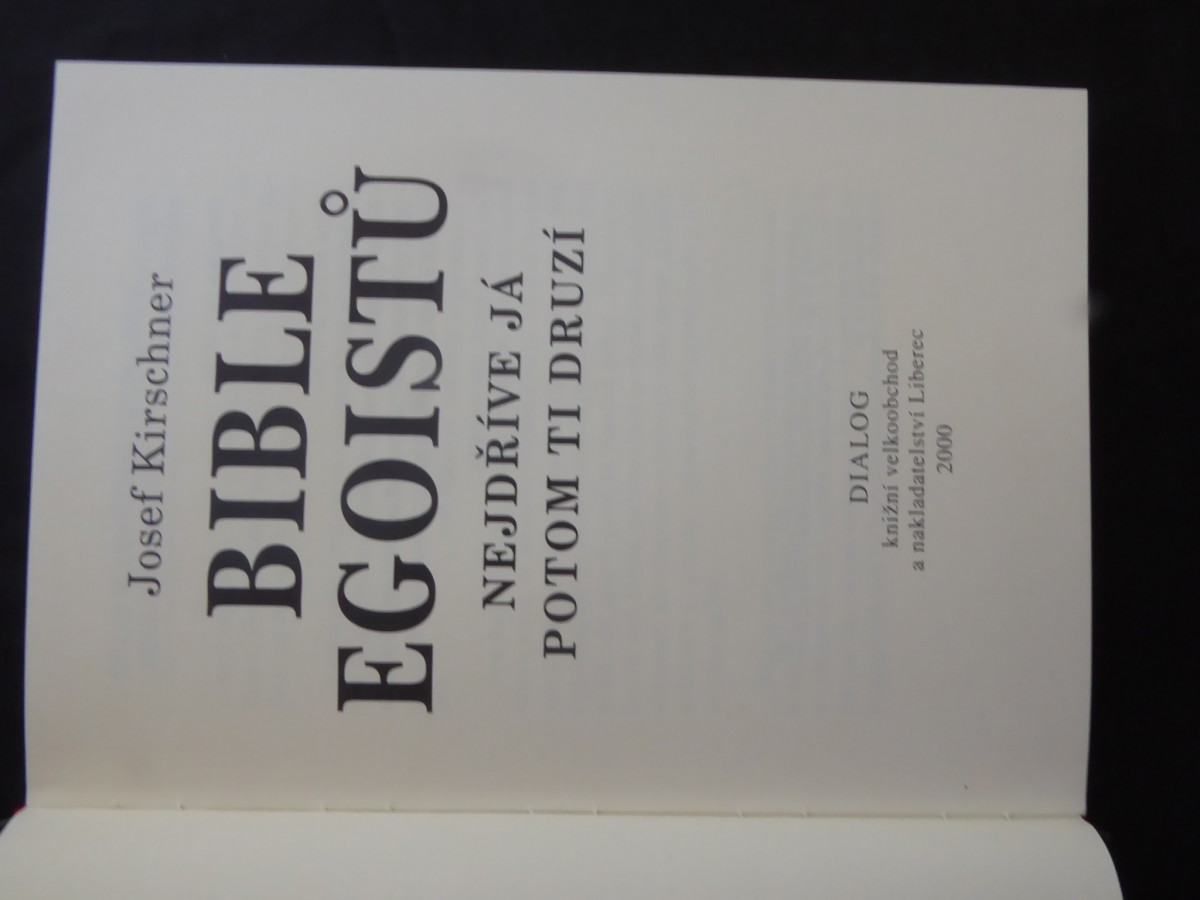 Josef Kirschner
BIBLE
EGOISTŮ
NEJDŘÍVE JÁ
POTOM TI DRUZÍ
DIALOG
knižní velkoobchod
a nakladatelství Liberec
2000